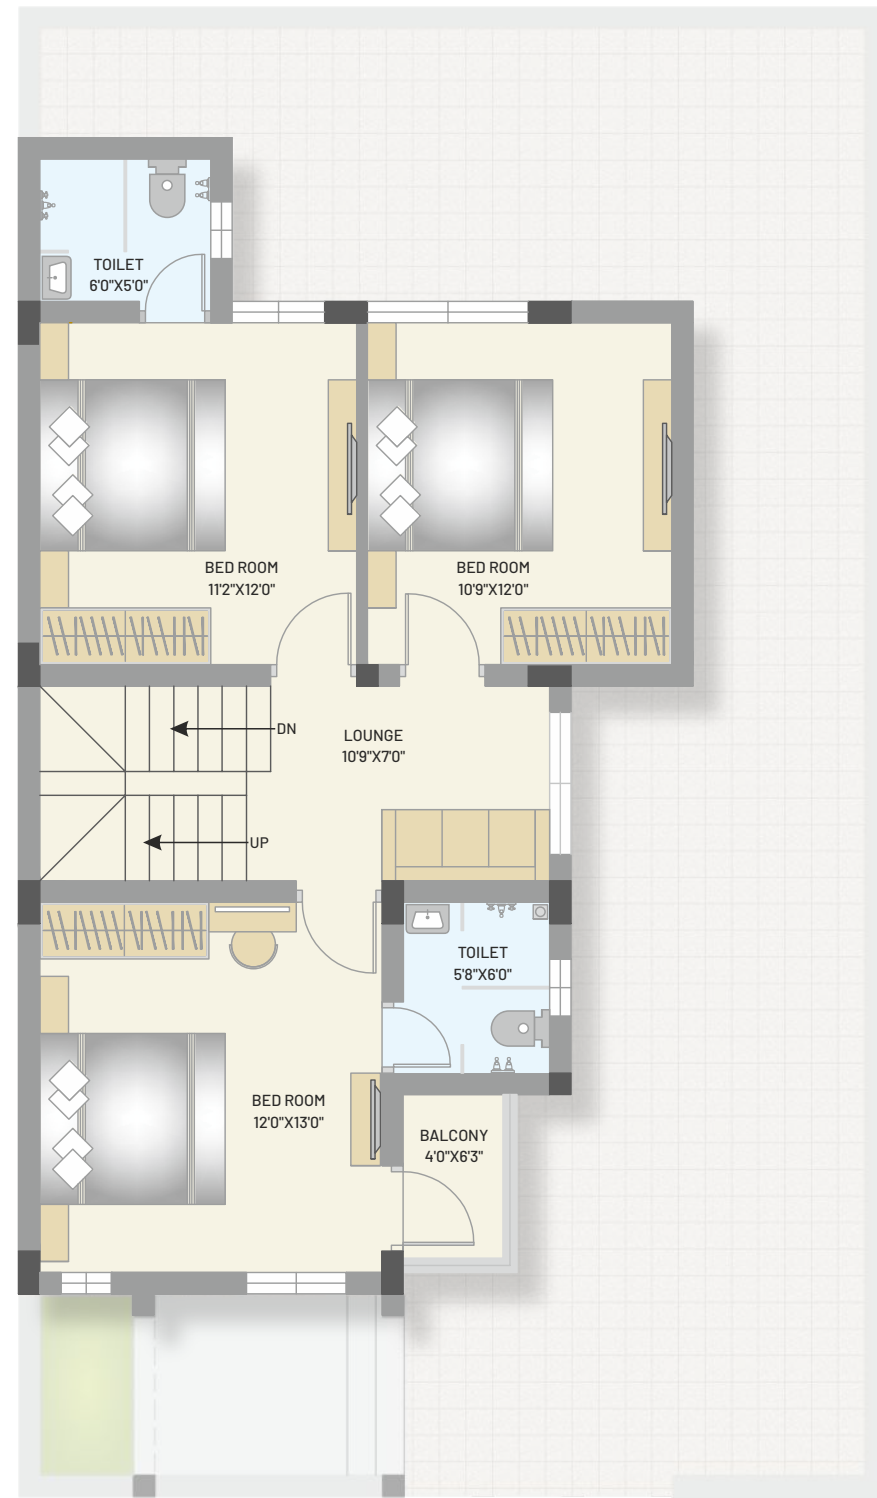 TOILET
6'0"X5'0"
BED ROOM
11'2"X12'0"
BED ROOM
10'9"X12'0"
DN
LOUNGE
10'9"X7'0"
UP
TOILET
5'8"X6'0"
BED ROOM
12'0"X13'0"
BALCONY
4'0"X6'3"